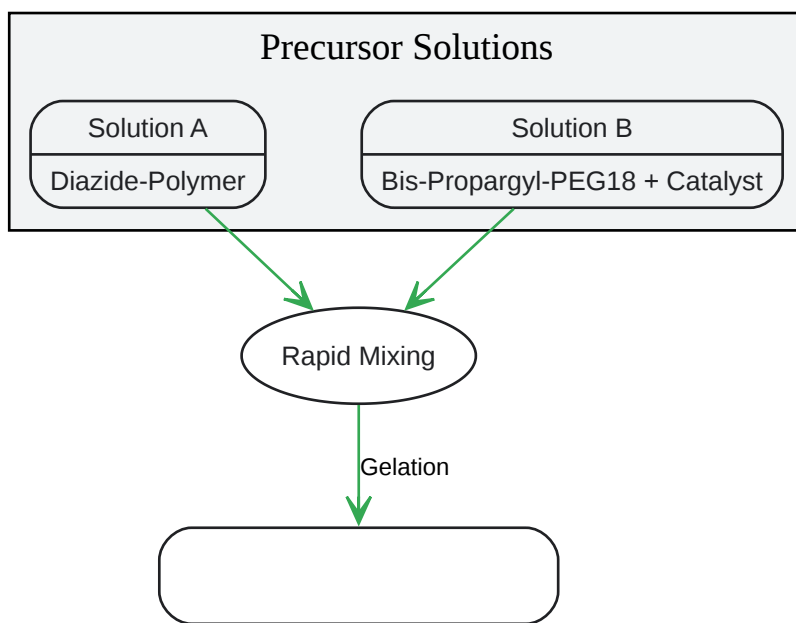 Precursor Solutions
Solution A
Diazide-Polymer
Solution B
Bis-Propargyl-PEG18 + Catalyst
Rapid Mixing
Gelation